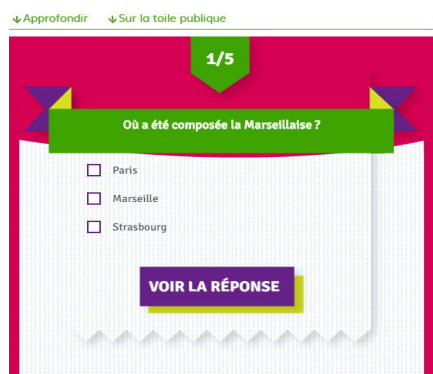 Approfondir Sur la toile publique
1/5
Où a été composée la Marseillaise ?
Paris
Marseille
Strasbourg
VOIR LA RÉPONSE